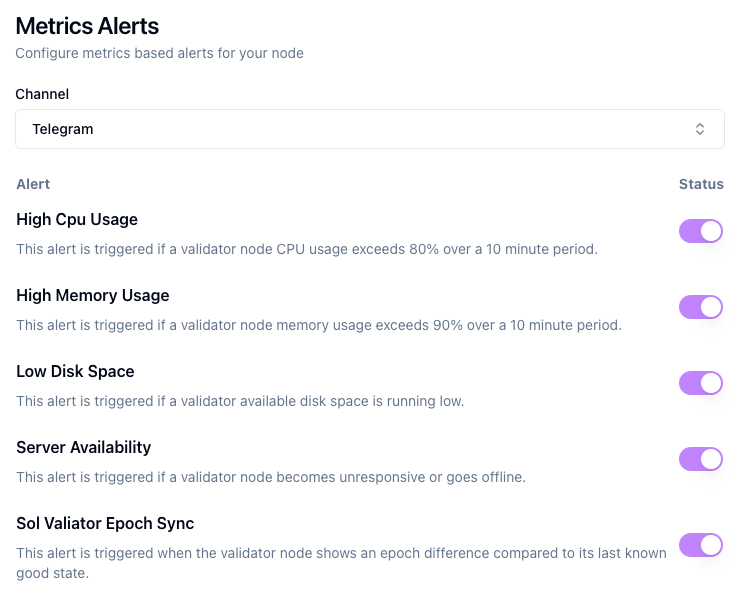 Metrics Alerts
Configure metrics based alerts for your node
Channel
Telegram
Alert Status
High Cpu Usage
This alert is triggered if a validator node CPU usage exceeds 80% over a 10 minute period.
High Memory Usage
This alert is triggered if a validator node memory usage exceeds 90% over a 10 minute period.
Low Disk Space
This alert is triggered if a validator available disk space is running low.
Server Availability
This alert is triggered if a validator node becomes unresponsive or goes offline.
Sol Valiator Epoch Sync
This alert is triggered when the validator node shows an epoch difference compared to its last known
good state.